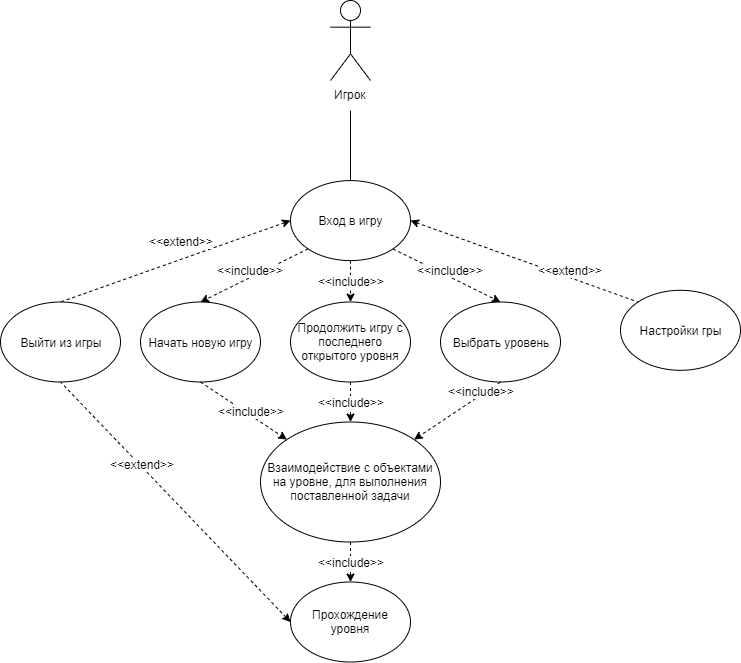 Игрок
Вход в игру
<<extend>>
<<include>>
<<include>>
<<include>>
<<extend>>
Выйти из игры
Начать новую игру
Продолжить игру с
последнего
открытого уровня
Выбрать уровень
Настройки гры
<<include>>
<<include>>
<<include>>
<<extend>>
Взаимодействие с объектами
на уровне, для выполнения
поставленной задачи
<<include>>
Прохождение
уровня